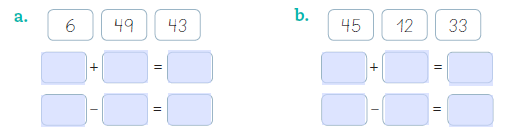 a. 6 49 43
+ =
− =
b. 45 12 33
+ =
− =